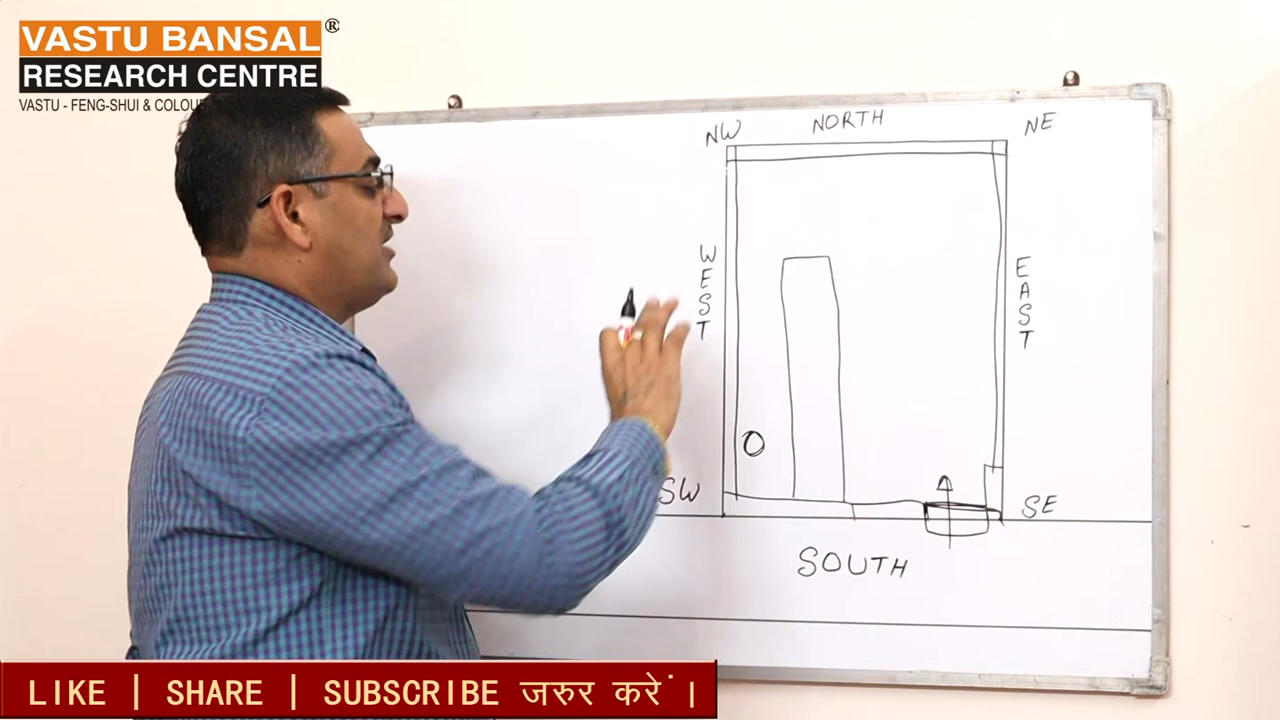 VASTU BANSAL®
RESEARCH CENTRE
VASTU - FENG-SHUI & COLOU
NW
NORTH
NE
WEST
EAST
O
SW
SE
SOUTH
LIKE | SHARE | SUBSCRIBE जरुर करें।